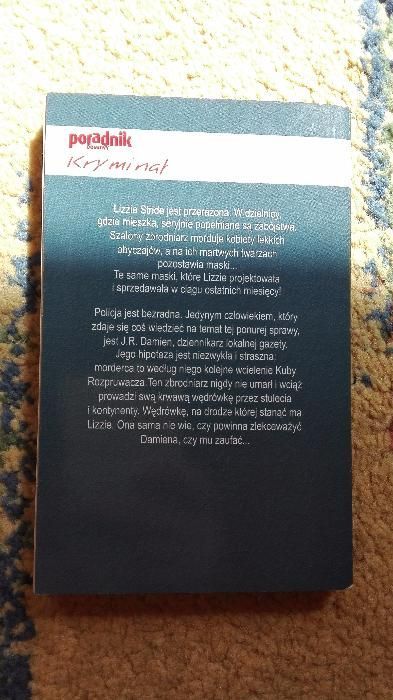 poradnik
domowy
Kryminał
Lizzie Stride jest przerażona. W dzielnicy,
gdzie mieszka, seryjnie popełniane są zabójstwa.
Szalony zbrodniarz morduje kobiety lekkich
obyczajów, a na ich martwych twarzach
pozostawia maski...
Te same maski, które Lizzie projektowała
i sprzedawała w ciągu ostatnich miesięcy!
Policja jest bezradna. Jedynym człowiekiem, który
zdaje się coś wiedzieć na temat tej ponurej sprawy,
jest J.R. Damien, dziennikarz lokalnej gazety.
Jego hipoteza jest niezwykła i straszna:
morderca to według niego kolejne wcielenie Kuby
Rozpruwacza.Ten zbrodniarz nigdy nie umarł i wciąż
prowadzi swą krwawą wędrówkę przez stulecia
i kontynenty. Wędrówkę, na drodze której stanąć ma
Lizzie. Ona sama nie wie, czy powinna zlekceważyć
Damiena, czy mu zaufać...